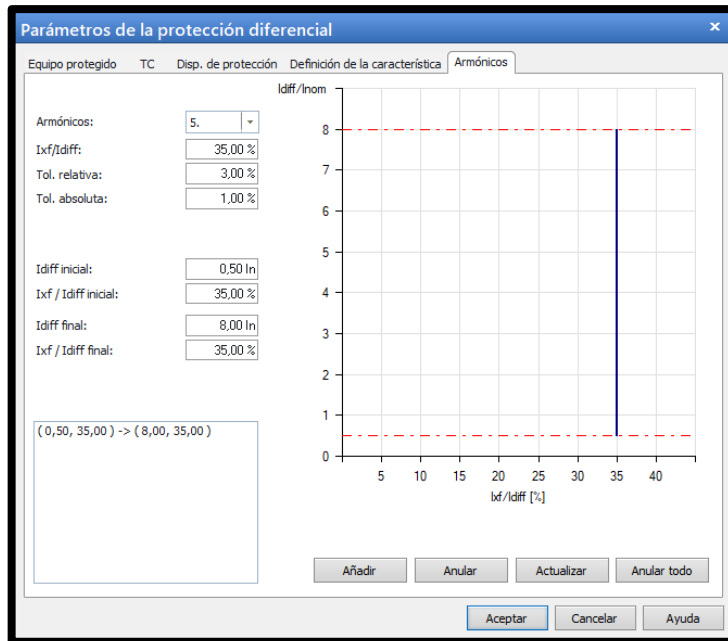 Parámetros de la protección diferencial
x
Equipo protegido TC Disp. de protección Definición de la característica Armónicos
Armónicos: 5.
Ixf/Idiff: 35,00 %
Tol. relativa: 3,00 %
Tol. absoluta: 1,00 %
Idiff inicial: 0,50 In
Ixf / Idiff inicial: 35,00 %
Idiff final: 8,00 In
Ixf / Idiff final: 35,00 %
( 0,50, 35,00 ) -> ( 8,00, 35,00 )
Idiff/Inom
8
7
6
5
4
3
2
1
0
5 10 15 20 25 30 35 40
Ixf/Idiff [%]
Añadir Anular Actualizar Anular todo
Aceptar Cancelar Ayuda